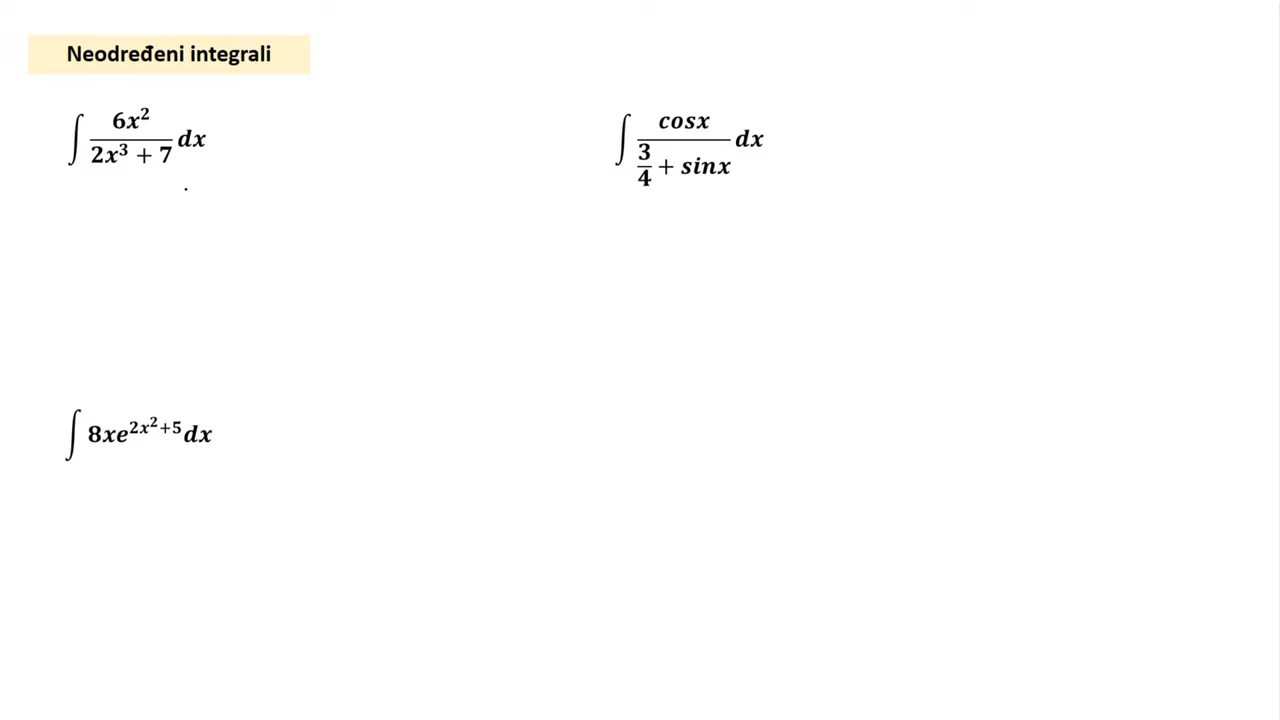 Neodređeni integrali
∫ 6x² / (2x³ + 7) dx
∫ cosx / (3/4 + sinx) dx
∫ 8xe^(2x²+5) dx